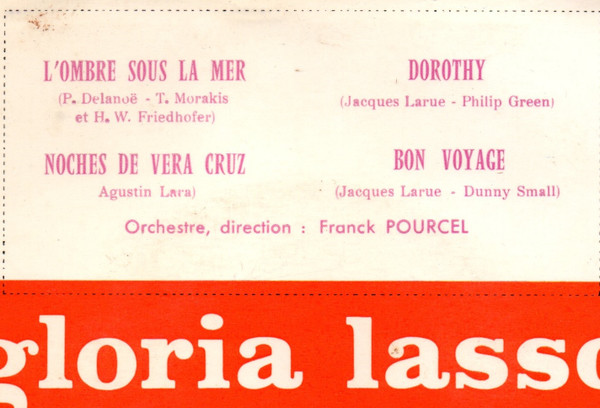 L'OMBRE SOUS LA MER
(P. Delanoë - T. Morakis
et H. W. Friedhofer)
NOCHES DE VERA CRUZ
Agustin Lara)
DOROTHY
(Jacques Larue - Philip Green)
BON VOYAGE
(Jacques Larue - Dunny Small)
Orchestre, direction : Franck POURCEL
gloria lasso